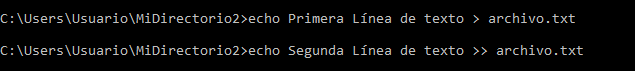 C:\Users\Usuario\MiDirectorio2>echo Primera Línea de texto > archivo.txt
C:\Users\Usuario\MiDirectorio2>echo Segunda Línea de texto >> archivo.txt